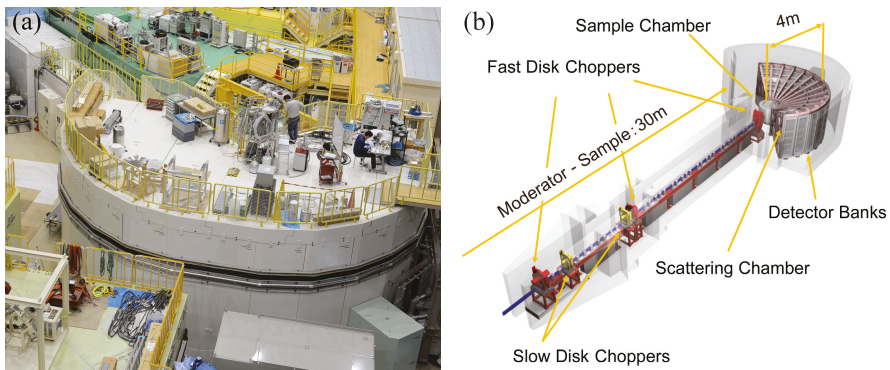 (a)
(b)
Sample Chamber
4m
Fast Disk Choppers
Moderator - Sample:30m
Detector Banks
Scattering Chamber
Slow Disk Choppers